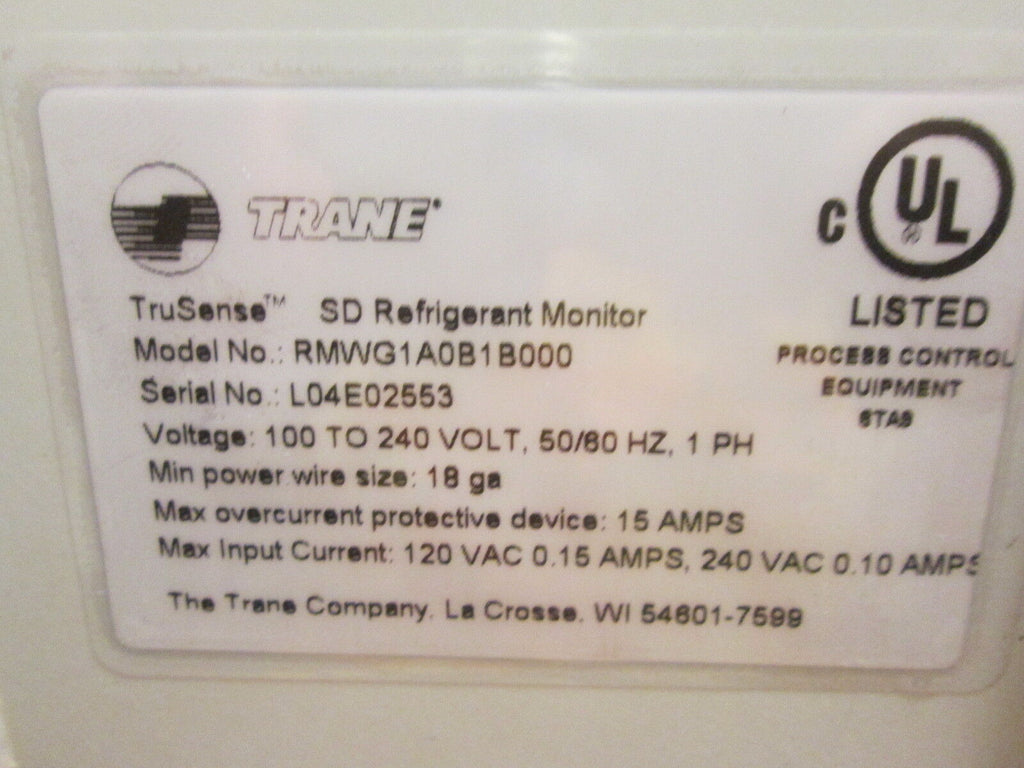 TRANE®
TruSense™ SD Refrigerant Monitor
Model No.: RMWG1A0B1B000
Serial No.: L04E02553
Voltage: 100 TO 240 VOLT, 50/60 HZ, 1 PH
Min power wire size: 18 ga
Max overcurrent protective device: 15 AMPS
Max Input Current: 120 VAC 0.15 AMPS, 240 VAC 0.10 AMPS
The Trane Company, La Crosse, WI 54601-7599
C UL ®
LISTED
PROCESS CONTROL
EQUIPMENT